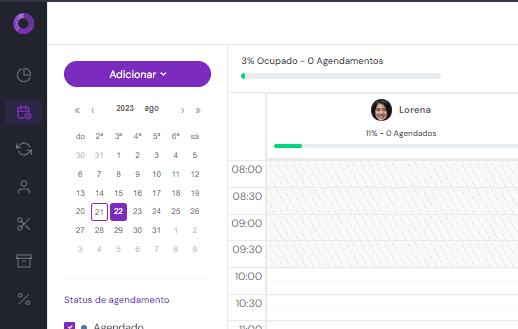 Adicionar
« ‹ 2023 ago › »
do 2ª 3ª 4ª 5ª 6ª sá
30 31 1 2 3 4 5
6 7 8 9 10 11 12
13 14 15 16 17 18 19
20 21 22 23 24 25 26
27 28 29 30 31 1 2
3 4 5 6 7 8 9
Status de agendamento
Agendado
3% Ocupado - 0 Agendamentos
Lorena
11% - 0 Agendados
08:00
08:30
09:00
09:30
10:00
10:30
11:00